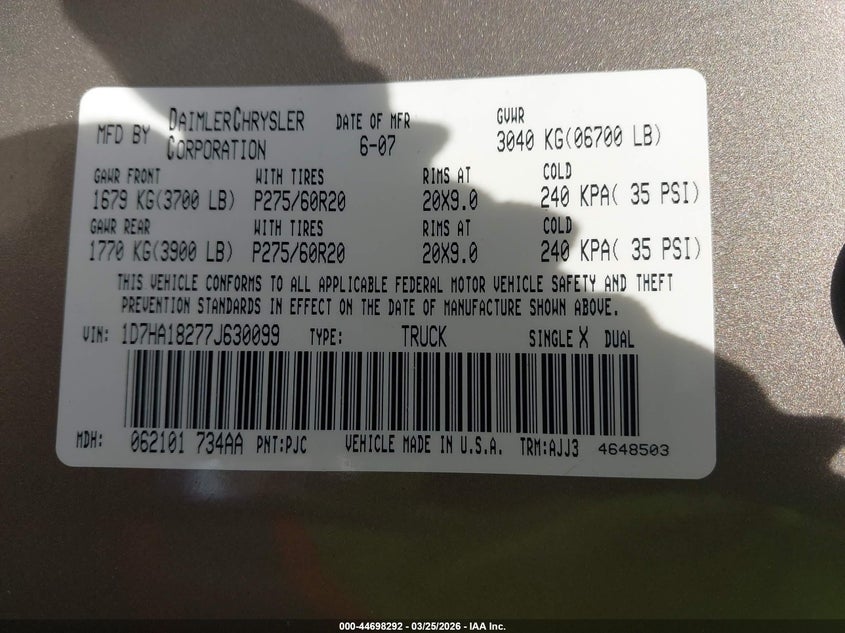 MFD BY DAIMLERCHRYSLER CORPORATION DATE OF MFR 6-07 GVWR 3040 KG(06700 LB)
GAWR FRONT WITH TIRES RIMS AT COLD
1679 KG(3700 LB) P275/60R20 20X9.0 240 KPA( 35 PSI)
GAWR REAR WITH TIRES RIMS AT COLD
1770 KG(3900 LB) P275/60R20 20X9.0 240 KPA( 35 PSI)
THIS VEHICLE CONFORMS TO ALL APPLICABLE FEDERAL MOTOR VEHICLE SAFETY AND THEFT
PREVENTION STANDARDS IN EFFECT ON THE DATE OF MANUFACTURE SHOWN ABOVE.
VIN: 1D7HA18277J630099 TYPE: TRUCK SINGLE X DUAL
MDH: 062101 734AA PNT:PJC VEHICLE MADE IN U.S.A. TRM:AJJ3 4648503
000-44698292 - 03/25/2026 - IAA Inc.